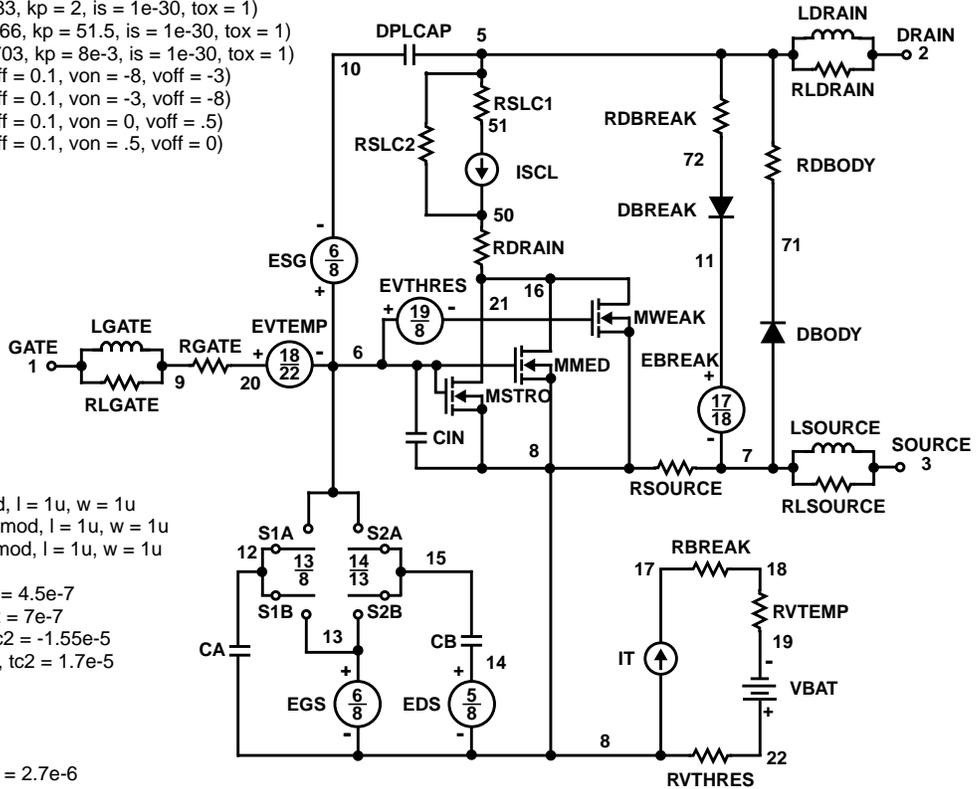 33, kp = 2, is = 1e-30, tox = 1)
66, kp = 51.5, is = 1e-30, tox = 1)
703, kp = 8e-3, is = 1e-30, tox = 1)
ff = 0.1, von = -8, voff = -3)
ff = 0.1, von = -3, voff = -8)
ff = 0.1, von = 0, voff = .5)
ff = 0.1, von = .5, voff = 0)
LDRAIN
DPLCAP
5
DRAIN
2
10
RLDRAIN
RSLC1
51
RDBREAK
RSLC2
72
RDBODY
ISCL
50
DBREAK
-
RDRAIN
71
ESG
6
8
11
+
EVTHRES
16
21
+
19
8
-
MWEAK
LGATE
EVTEMP
DBODY
GATE
1
RGATE
+
18
22
-
6
MMED
EBREAK
+
9
20
MSTRO
17
18
RLGATE
-
LSOURCE
CIN
8
7
SOURCE
3
RSOURCE
RLSOURCE
d, l = 1u, w = 1u
mod, l = 1u, w = 1u
mod, l = 1u, w = 1u
S1A
S2A
12
13
8
14
13
15
RBREAK
17
18
= 4.5e-7
= 7e-7
S1B
S2B
RVTEMP
c2 = -1.55e-5
13
CB
19
, tc2 = 1.7e-5
CA
14
IT
-
+
+
VBAT
EGS
6
8
EDS
5
8
+
-
-
8
22
RVTHRES
= 2.7e-6